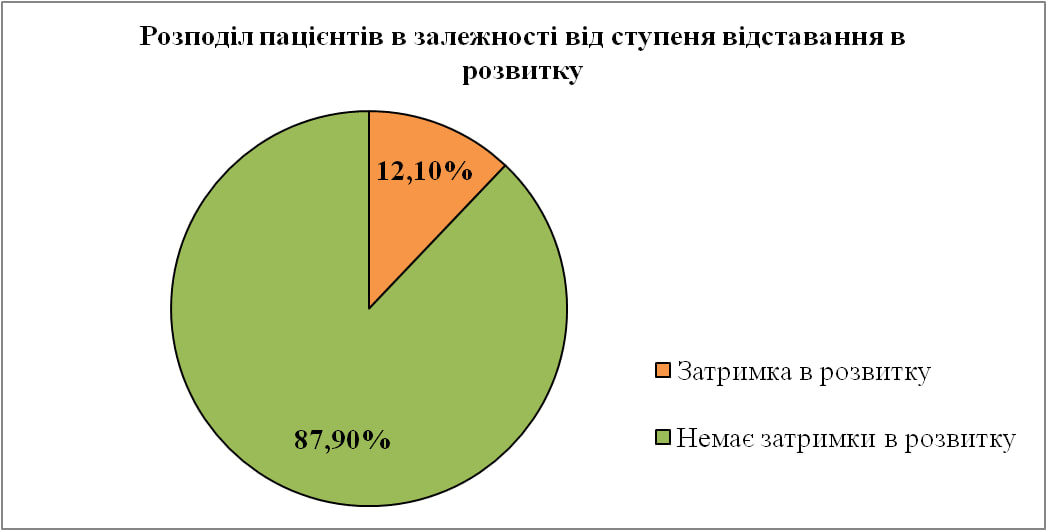 Розподіл пацієнтів в залежності від ступеня відставання в
розвитку
12,10%
Затримка в розвитку
87,90%
Немає затримки в розвитку